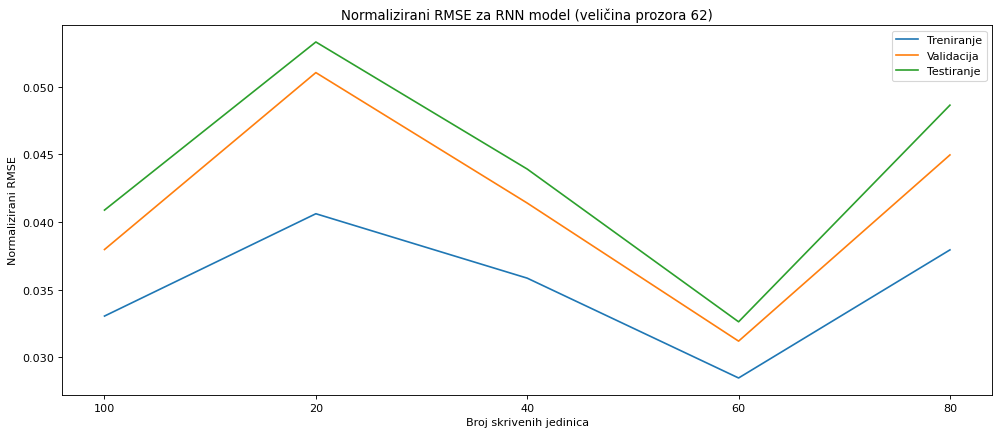 Normalizirani RMSE za RNN model (veličina prozora 62)
Treniranje
Validacija
Testiranje
Normalizirani RMSE
0.050
0.045
0.040
0.035
0.030
100 20 40 60 80
Broj skrivenih jedinica